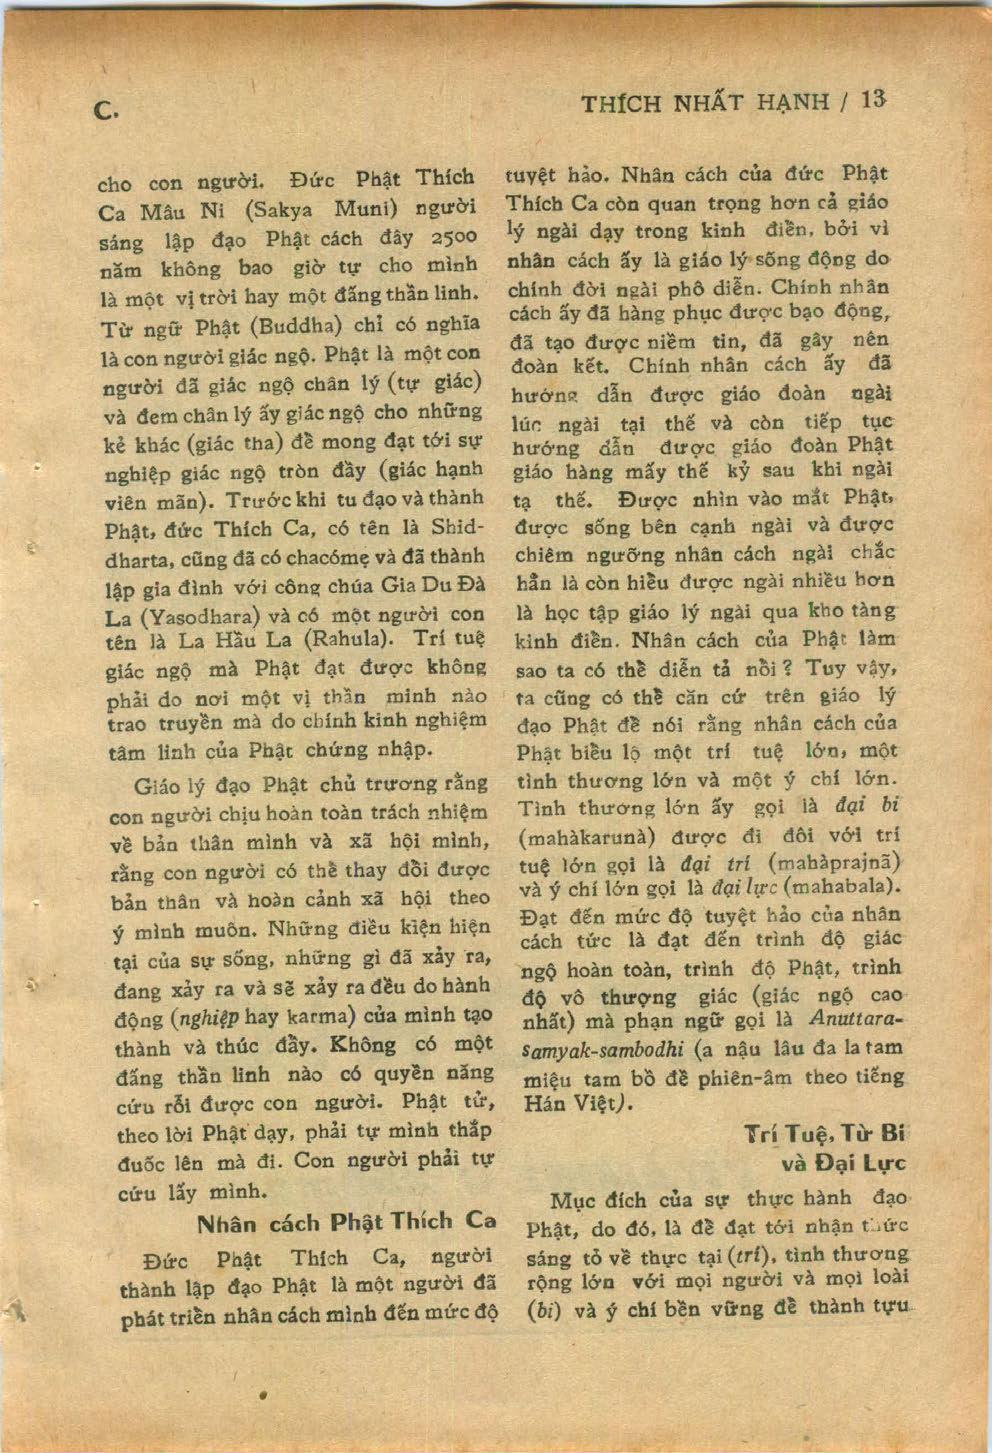 C.
THÍCH NHẤT HẠNH / 13
cho con người. Đức Phật Thích
Ca Mâu Ni (Sakya Muni) người
sáng lập đạo Phật cách đây 2500
năm không bao giờ tự cho mình
là một vị trời hay một đấng thần linh.
Từ ngữ Phật (Buddha) chỉ có nghĩa
là con người giác ngộ. Phật là một con
người đã giác ngộ chân lý (tự giác)
và đem chân lý ấy giác ngộ cho những
kẻ khác (giác tha) để mong đạt tới sự
nghiệp giác ngộ tròn đầy (giác hạnh
viên mãn). Trước khi tu đạo và thành
Phật, đức Thích Ca, có tên là Shid-
dharta, cũng đã có cha có mẹ và đã thành
lập gia đình với công chúa Gia Du Đà
La (Yasodhara) và có một người con
tên là La Hầu La (Rahula). Trí tuệ
giác ngộ mà Phật đạt được không
phải do nơi một vị thần minh nào
trao truyền mà do chính kinh nghiệm
tâm linh của Phật chứng nhập.
Giáo lý đạo Phật chủ trương rằng
con người chịu hoàn toàn trách nhiệm
về bản thân mình và xã hội mình,
rằng con người có thể thay đổi được
bản thân và hoàn cảnh xã hội theo
ý mình muôn. Những điều kiện hiện
tại của sự sống, những gì đã xảy ra,
đang xảy ra và sẽ xảy ra đều do hành
động (nghiệp hay karma) của mình tạo
thành và thúc đẩy. Không có một
đấng thần linh nào có quyền năng
cứu rỗi được con người. Phật tử,
theo lời Phật dạy, phải tự mình thắp
đuốc lên mà đi. Con người phải tự
cứu lấy mình.
Nhân cách Phật Thích Ca
Đức Phật Thích Ca, người
thành lập đạo Phật là một người đã
phát triển nhân cách mình đến mức độ
tuyệt hảo. Nhân cách của đức Phật
Thích Ca còn quan trọng hơn cả giáo
lý ngài dạy trong kinh điển, bởi vì
nhân cách ấy là giáo lý sống động do
chính đời ngài phô diễn. Chính nhân
cách ấy đã hàng phục được bạo động,
đã tạo được niềm tin, đã gây nên
đoàn kết. Chính nhân cách ấy đã
hướng dẫn được giáo đoàn ngài
lúc ngài tại thế và còn tiếp tục
hướng dẫn được giáo đoàn Phật
giáo hàng mấy thế kỷ sau khi ngài
tạ thế. Được nhìn vào mắt Phật,
được sống bên cạnh ngài và được
chiêm ngưỡng nhân cách ngài chắc
hẳn là còn hiểu được ngài nhiều hơn
là học tập giáo lý ngài qua kho tàng
kinh điển. Nhân cách của Phật làm
sao ta có thể diễn tả nổi ? Tuy vậy,
ta cũng có thể căn cứ trên giáo lý
đạo Phật để nói rằng nhân cách của
Phật biểu lộ một trí tuệ lớn, một
tình thương lớn và một ý chí lớn.
Tình thương lớn ấy gọi là đại bi
(mahàkarunà) được đi đôi với trí
tuệ lớn gọi là đại trí (mahàprajnã)
và ý chí lớn gọi là đại lực (mahabala).
Đạt đến mức độ tuyệt hảo của nhân
cách tức là đạt đến trình độ giác
ngộ hoàn toàn, trình độ Phật, trình
độ vô thượng giác (giác ngộ cao
nhất) mà phạn ngữ gọi là Anuttara-
samyak-sambodhi (a nậu lâu đa la tam
miệu tam bồ đề phiên-âm theo tiếng
Hán Việt).
Trí Tuệ, Từ Bi
và Đại Lực
Mục đích của sự thực hành đạo
Phật, do đó, là để đạt tới nhận thức
sáng tỏ về thực tại (trí), tình thương
rộng lớn với mọi người và mọi loài
(bi) và ý chí bền vững để thành tựu